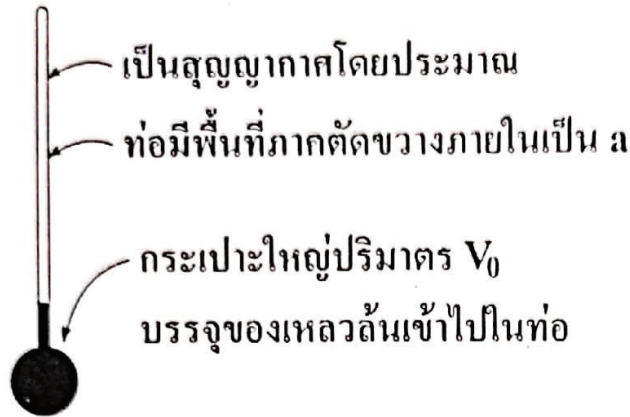 เป็นสุญญากาศโดยประมาณ
ท่อมีพื้นที่ภาคตัดขวางภายในเป็น a
กระเปาะใหญ่ปริมาตร V₀
บรรจุของเหลวล้นเข้าไปในท่อ